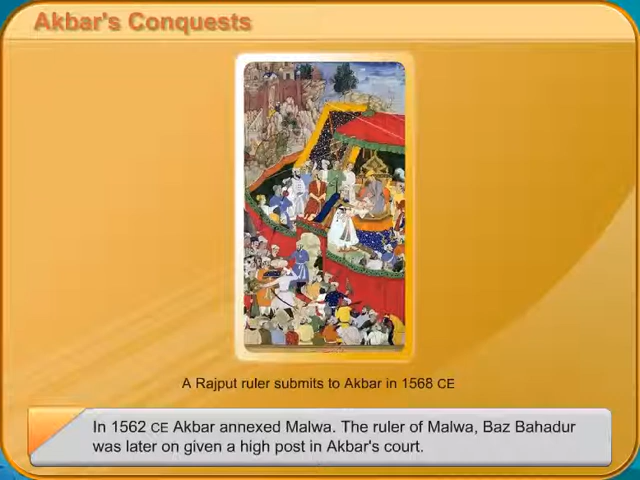 Akbar's Conquests
A Rajput ruler submits to Akbar in 1568 CE
In 1562 CE Akbar annexed Malwa. The ruler of Malwa, Baz Bahadur
was later on given a high post in Akbar's court.